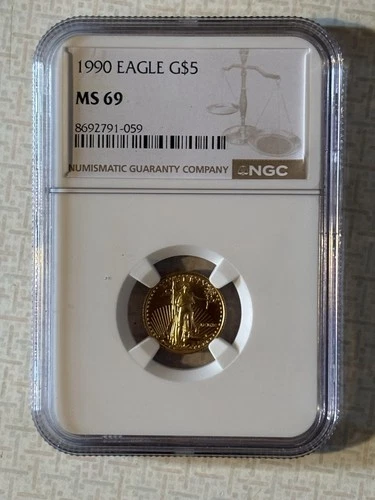 1990 EAGLE G$5
MS 69
8692791-059
NUMISMATIC GUARANTY COMPANY
NGC